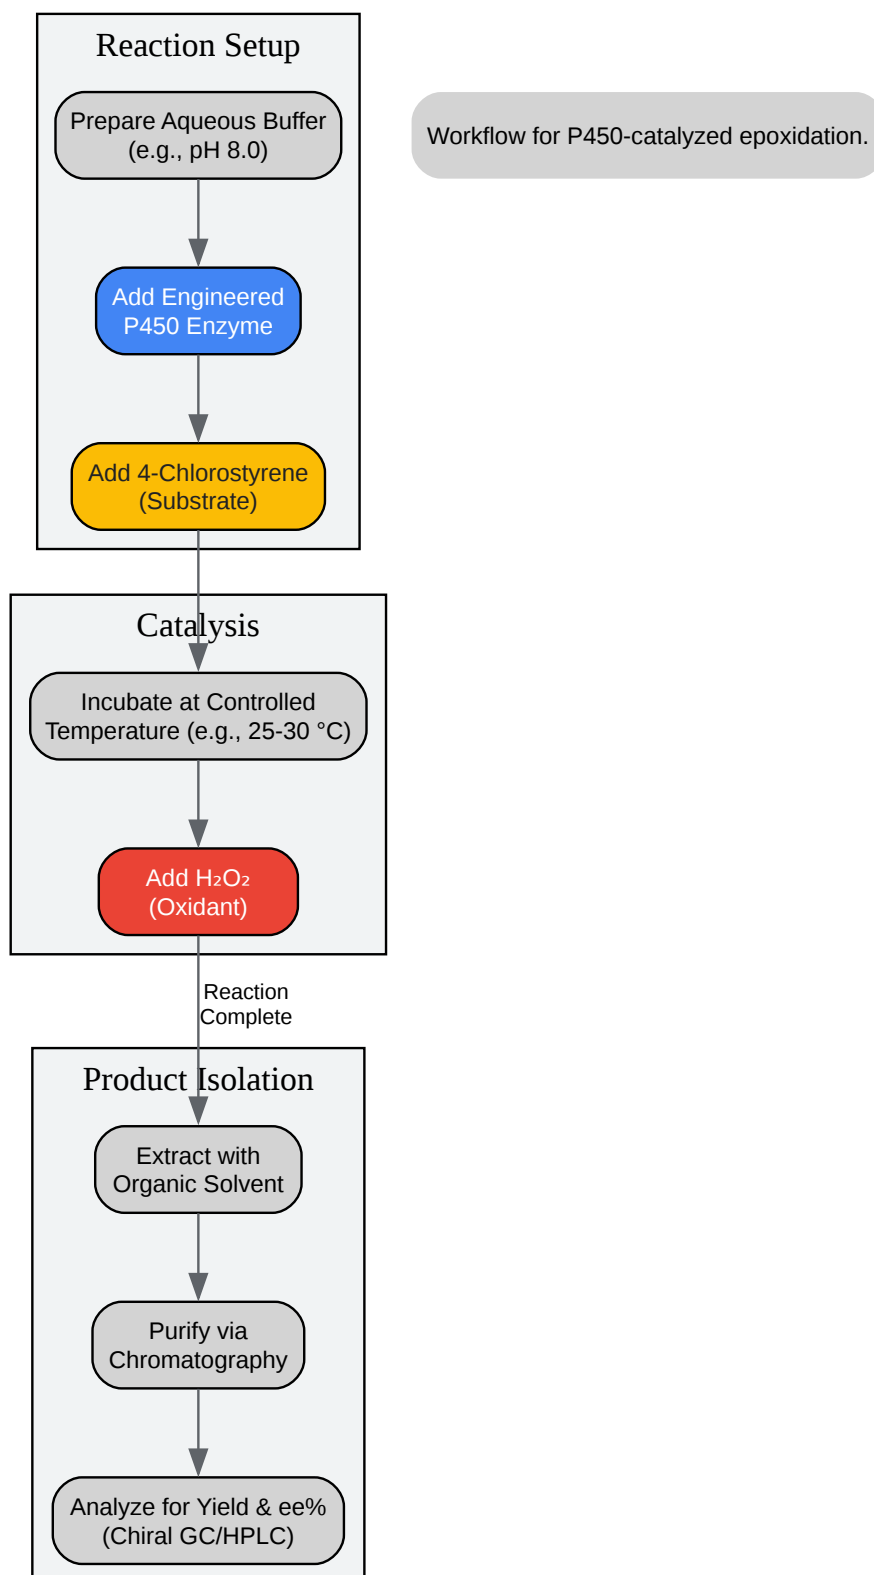 Reaction Setup
Prepare Aqueous Buffer
(e.g., pH 8.0)
Workflow for P450-catalyzed epoxidation.
Add Engineered
P450 Enzyme
Add 4-Chlorostyrene
(Substrate)
Catalysis
Incubate at Controlled
Temperature (e.g., 25-30 °C)
Add H₂O₂
(Oxidant)
Reaction
Complete
Product Isolation
Extract with
Organic Solvent
Purify via
Chromatography
Analyze for Yield & ee%
(Chiral GC/HPLC)